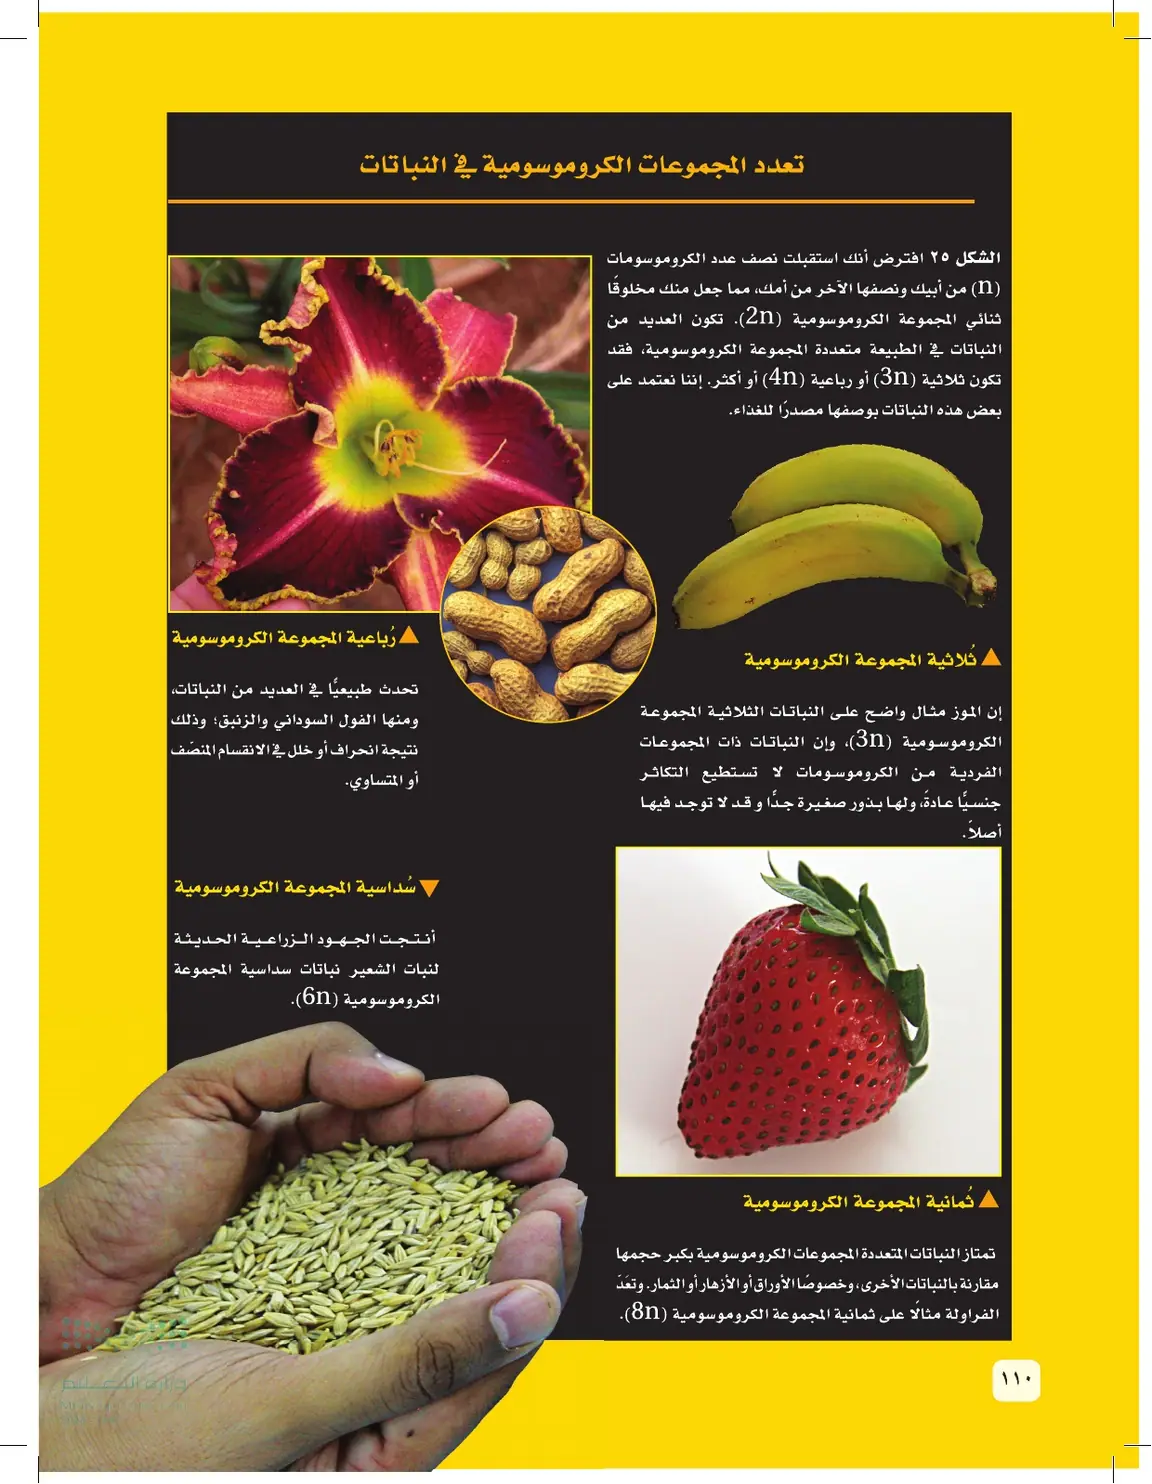 تعدد المجموعات الكروموسومية في النباتات
الشكل ٢٥ افترض أنك استقبلت نصف عدد الكروموسومات
(n) من أبيك ونصفها الآخر من أمك، مما جعل منك مخلوقًا
ثنائي المجموعة الكروموسومية (2n). تكون العديد من
النباتات في الطبيعة متعددة المجموعة الكروموسومية، فقد
تكون ثلاثية (3n) أو رباعية (4n) أو أكثر. إننا نعتمد على
بعض هذه النباتات بوصفها مصدرًا للغذاء.
ثُلاثية المجموعة الكروموسومية
إن الموز مثال واضح على النباتات الثلاثية المجموعة
الكروموسومية (3n)، وإن النباتات ذات المجموعات
الفردية من الكروموسومات لا تستطيع التكاثر
جنسيًّا عادةً، ولها بذور صغيرة جدًّا و قد لا توجد فيها
أصلاً.
رُباعية المجموعة الكروموسومية
تحدث طبيعيًّا في العديد من النباتات،
ومنها الفول السوداني والزنبق؛ وذلك
نتيجة انحراف أو خلل في الانقسام المنصّف
أو المتساوي.
سُداسية المجموعة الكروموسومية
أنتجت الجهود الزراعية الحديثة
لنبات الشعير نباتات سداسية المجموعة
الكروموسومية (6n).
ثُمانية المجموعة الكروموسومية
تمتاز النباتات المتعددة المجموعات الكروموسومية بكبر حجمها
مقارنة بالنباتات الأخرى، وخصوصًا الأوراق أو الأزهار أو الثمار. وتعَدّ
الفراولة مثالًا على ثمانية المجموعة الكروموسومية (8n).
وزارة التعليم
١١٠